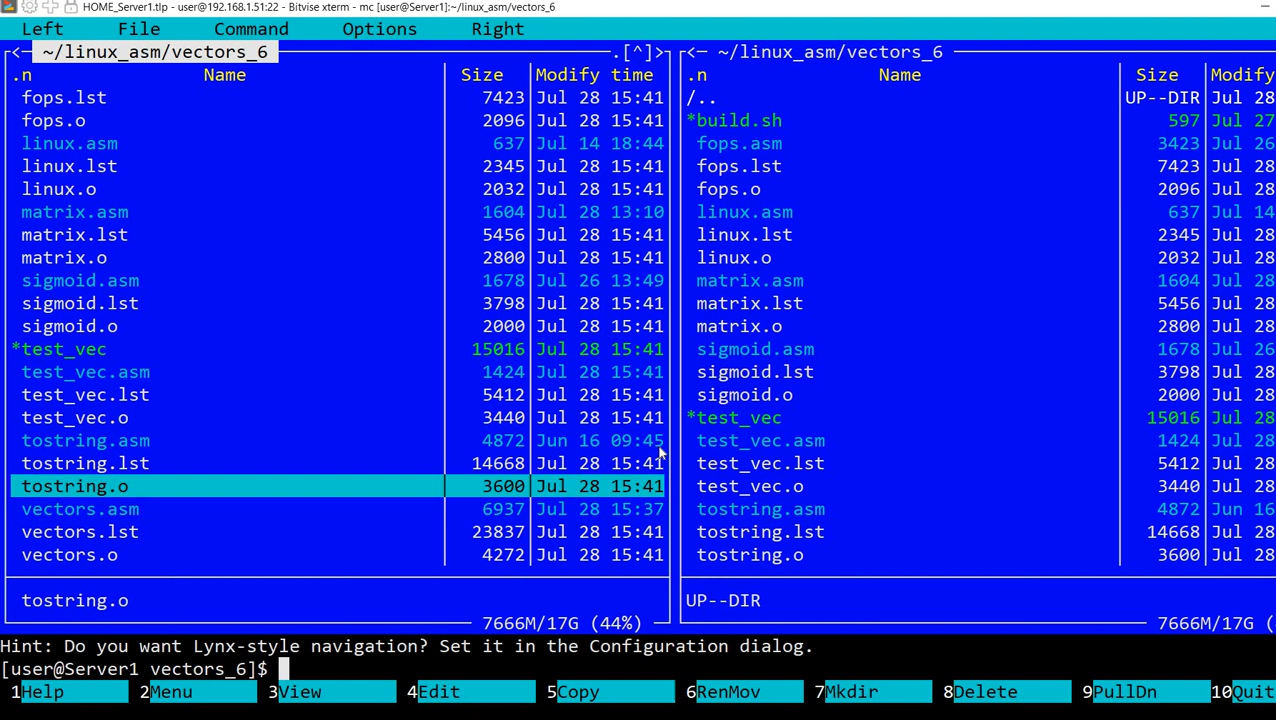 HOME_Server1.tlp - user@192.168.1.51:22 - Bitvise xterm - mc [user@Server1]:~/linux_asm/vectors_6
Left File Command Options Right
<─ ~/linux_asm/vectors_6 .[^]> <─ ~/linux_asm/vectors_6
.n Name Size Modify time .n Name Size Modify
fops.lst 7423 Jul 28 15:41 /.. UP--DIR Jul 28
fops.o 2096 Jul 28 15:41 *build.sh 597 Jul 27
linux.asm 637 Jul 14 18:44 fops.asm 3423 Jul 26
linux.lst 2345 Jul 28 15:41 fops.lst 7423 Jul 28
linux.o 2032 Jul 28 15:41 fops.o 2096 Jul 28
matrix.asm 1604 Jul 28 13:10 linux.asm 637 Jul 14
matrix.lst 5456 Jul 28 15:41 linux.lst 2345 Jul 28
matrix.o 2800 Jul 28 15:41 linux.o 2032 Jul 28
sigmoid.asm 1678 Jul 26 13:49 matrix.asm 1604 Jul 28
sigmoid.lst 3798 Jul 28 15:41 matrix.lst 5456 Jul 28
sigmoid.o 2000 Jul 28 15:41 matrix.o 2800 Jul 28
*test_vec 15016 Jul 28 15:41 sigmoid.asm 1678 Jul 26
test_vec.asm 1424 Jul 28 15:41 sigmoid.lst 3798 Jul 28
test_vec.lst 5412 Jul 28 15:41 sigmoid.o 2000 Jul 28
test_vec.o 3440 Jul 28 15:41 *test_vec 15016 Jul 28
tostring.asm 4872 Jun 16 09:45 test_vec.asm 1424 Jul 28
tostring.lst 14668 Jul 28 15:41 test_vec.lst 5412 Jul 28
tostring.o 3600 Jul 28 15:41 test_vec.o 3440 Jul 28
vectors.asm 6937 Jul 28 15:37 tostring.asm 4872 Jun 16
vectors.lst 23837 Jul 28 15:41 tostring.lst 14668 Jul 28
vectors.o 4272 Jul 28 15:41 tostring.o 3600 Jul 28
tostring.o UP--DIR
7666M/17G (44%) 7666M/17G (
Hint: Do you want Lynx-style navigation? Set it in the Configuration dialog.
[user@Server1 vectors_6]$
1Help 2Menu 3View 4Edit 5Copy 6RenMov 7Mkdir 8Delete 9PullDn 10Quit